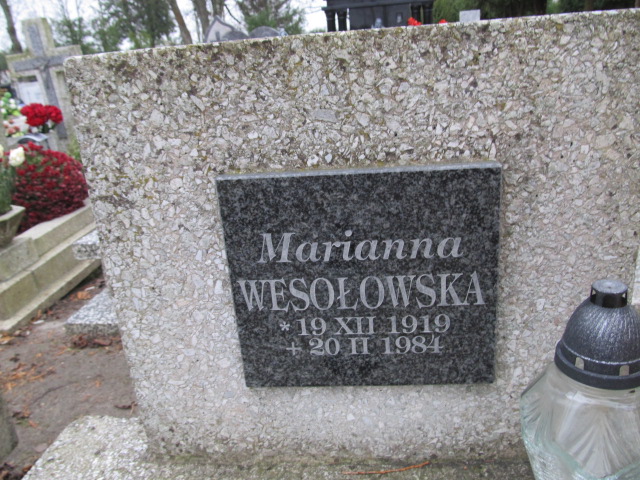 Marianna
WESOŁOWSKA
* 19 XII 1919
+ 20 II 1984